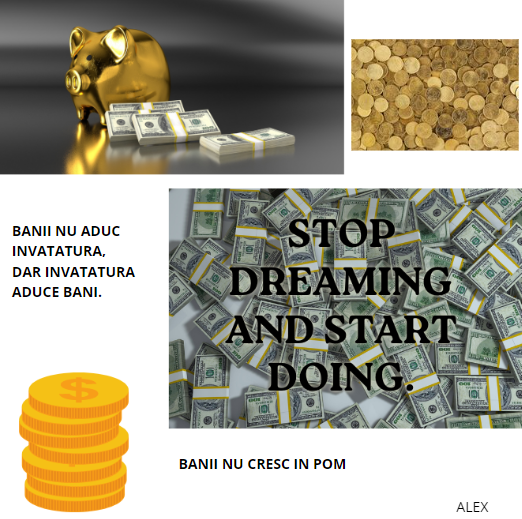 BANII NU ADUC
INVATATURA,
DAR INVATATURA
ADUCE BANI.
STOP
DREAMING
AND START
DOING.
$
BANII NU CRESC IN POM
ALEX